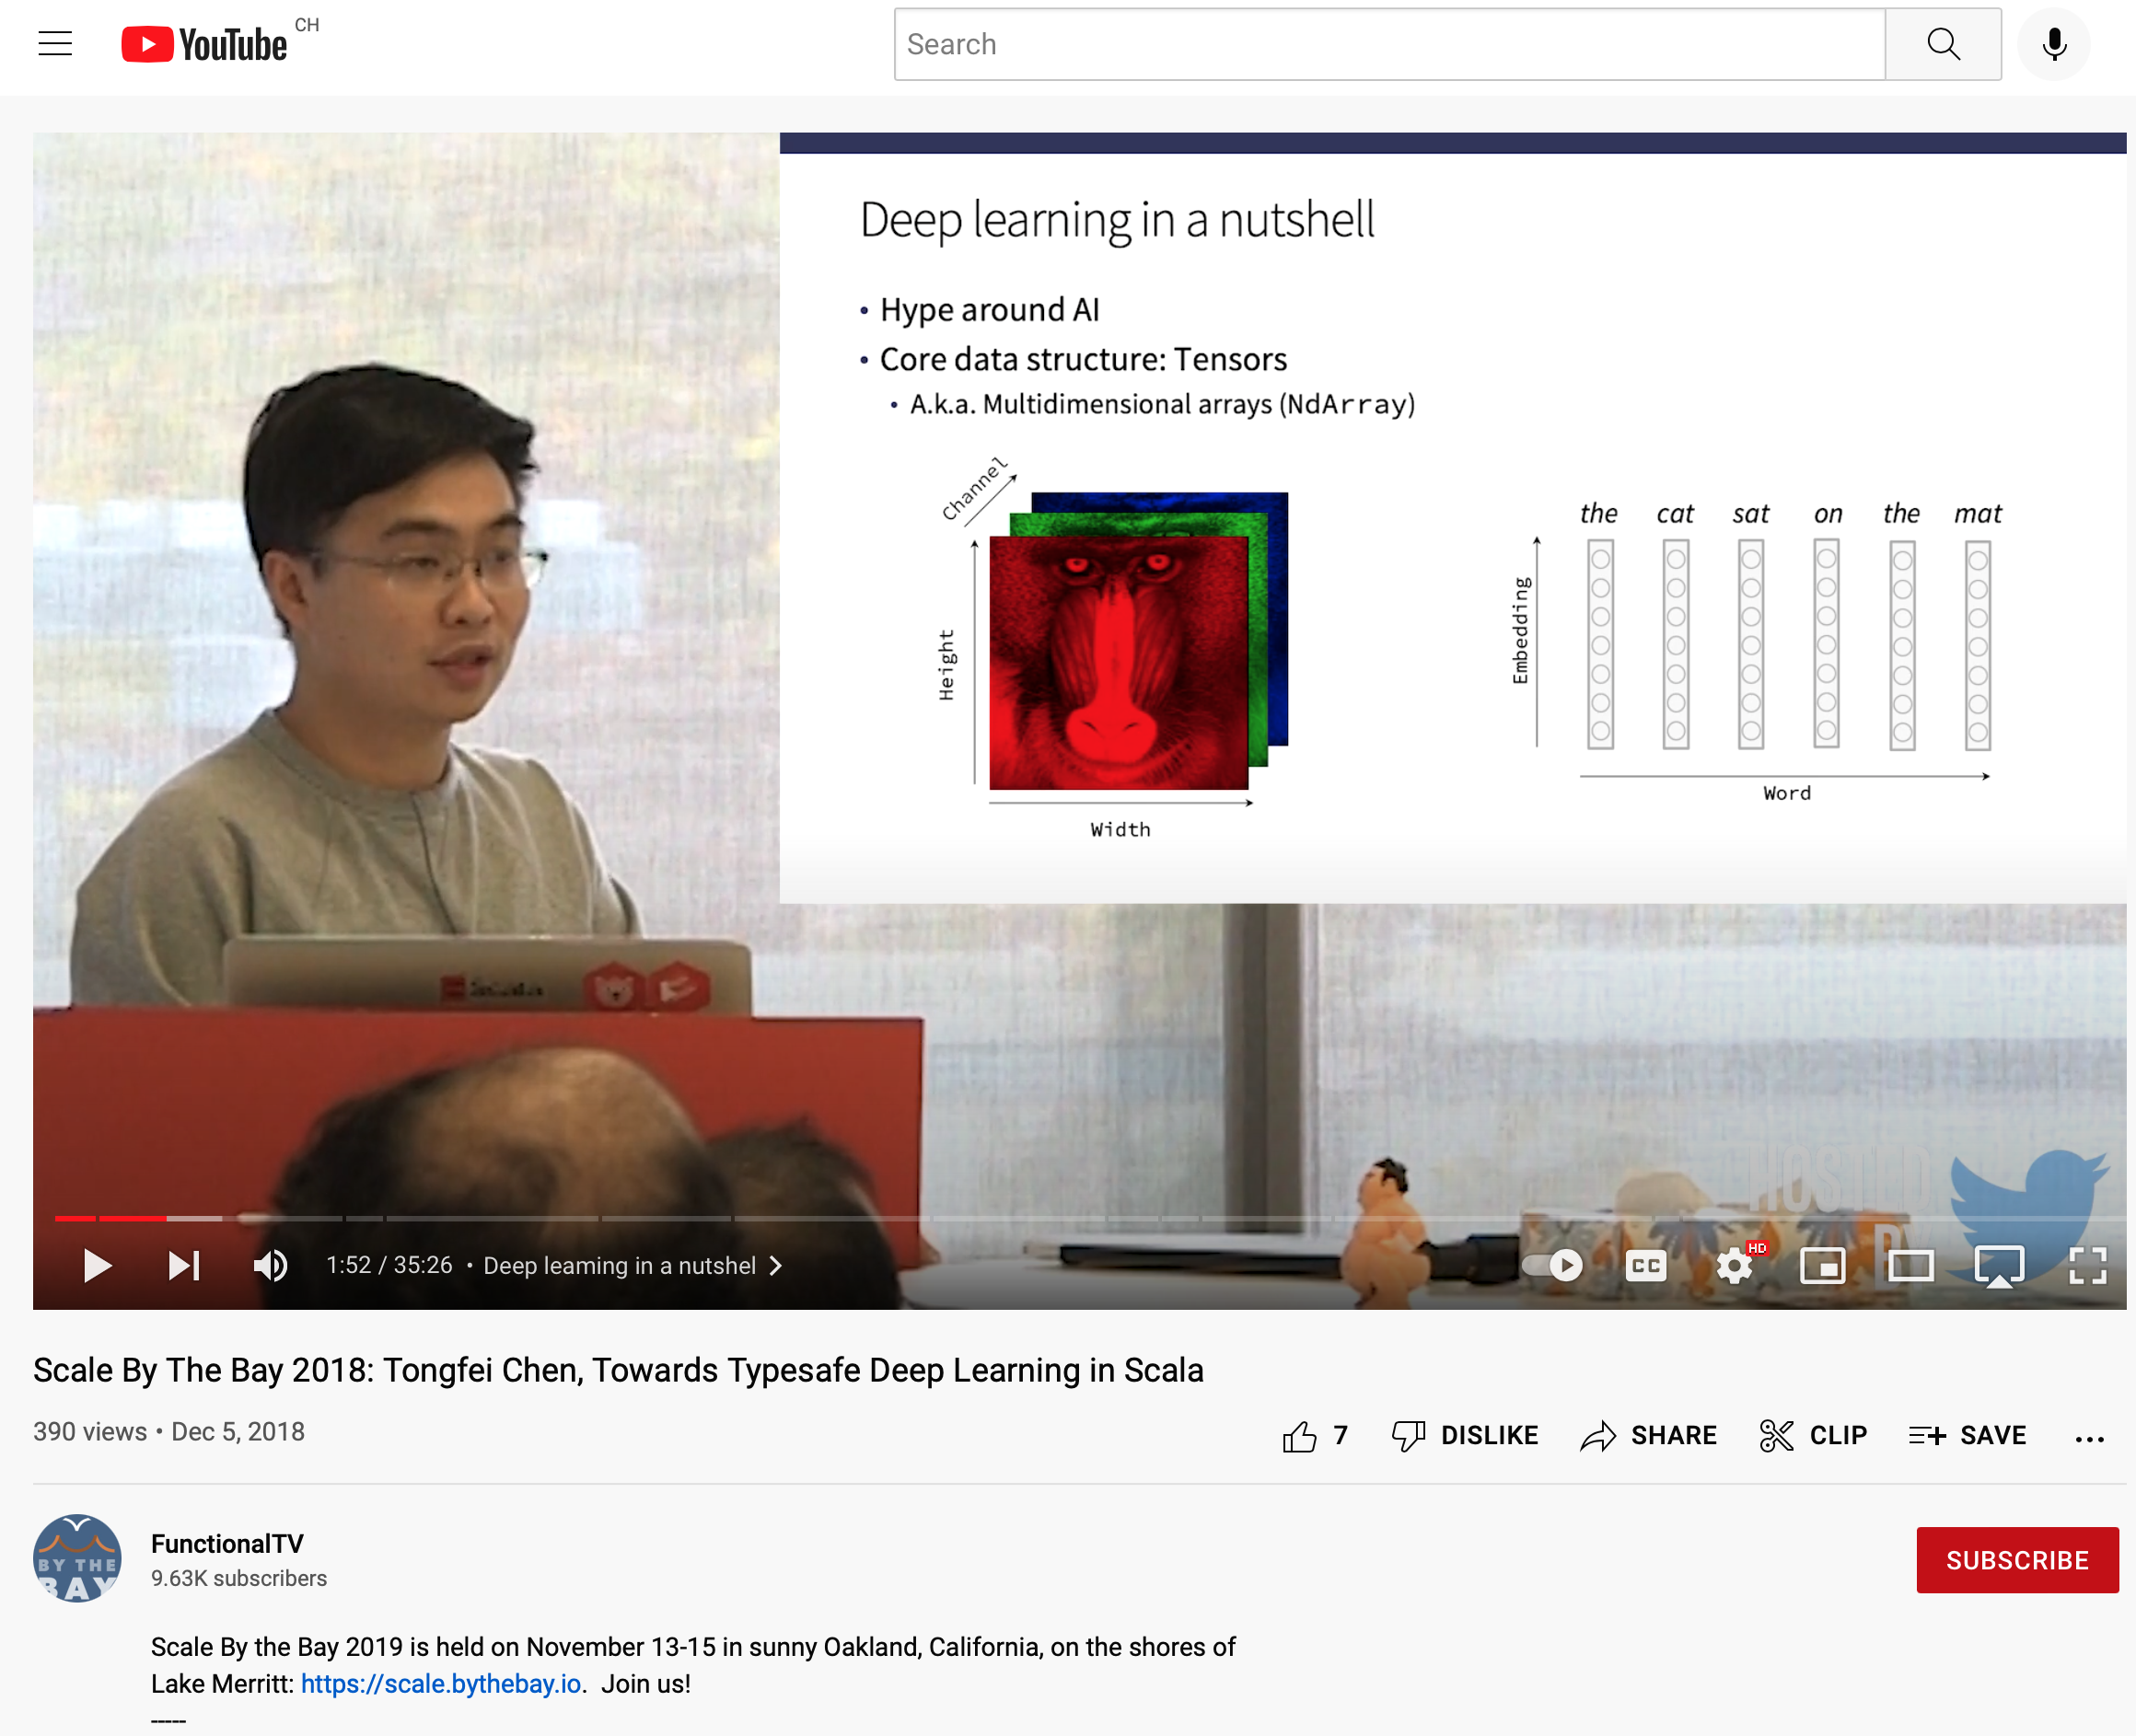 YouTube CH
Search
Deep learning in a nutshell
• Hype around AI
• Core data structure: Tensors
• A.k.a. Multidimensional arrays (NdArray)
Channel
Height
Width
the cat sat on the mat
Embedding
Word
HOSTED
B
HD
CC
1:52 / 35:26 • Deep learning in a nutshel
Scale By The Bay 2018: Tongfei Chen, Towards Typesafe Deep Learning in Scala
390 views • Dec 5, 2018
7 DISLIKE SHARE CLIP SAVE ...
BY THE
BAY
FunctionalTV
9.63K subscribers
SUBSCRIBE
Scale By the Bay 2019 is held on November 13-15 in sunny Oakland, California, on the shores of
Lake Merritt: https://scale.bythebay.io. Join us!
-----